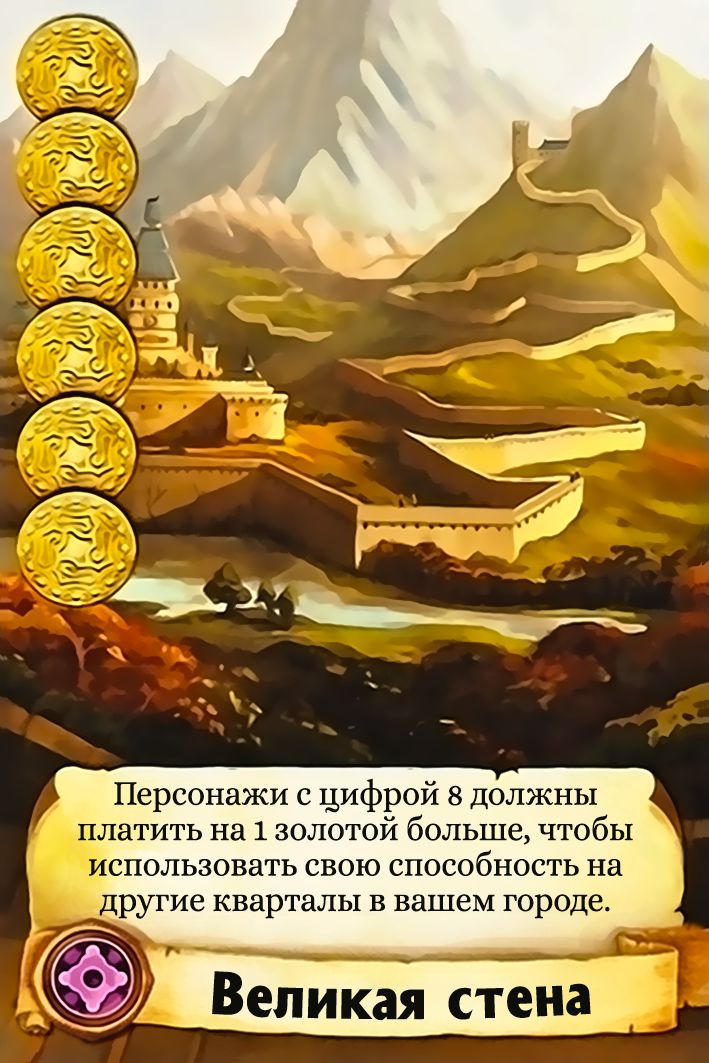 Персонажи с цифрой 8 должны
платить на 1 золотой больше, чтобы
использовать свою способность на
другие кварталы в вашем городе.
Великая стена